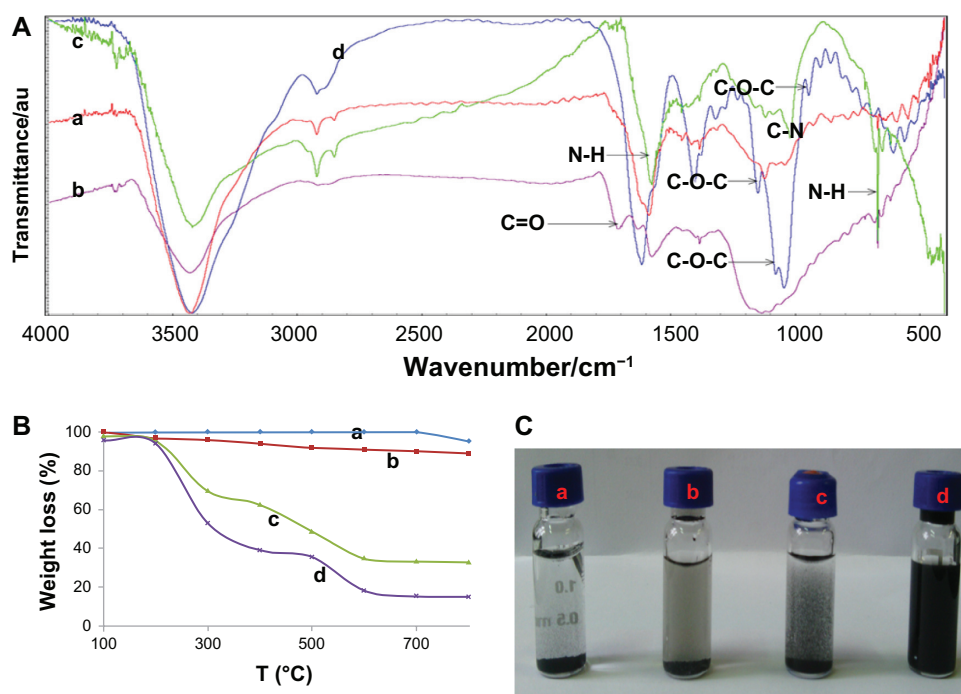 A
Transmittance/au
c
d
a
b
C-O-C
C-N
N-H
C-O-C
N-H
C=O
C-O-C
4000 3500 3000 2500 2000 1500 1000 500
Wavenumber/cm⁻¹
B
Weight loss (%)
100
80
60
40
20
0
a
b
c
d
100 300 500 700
T (°C)
C
a b c d
1.0
0.5 m